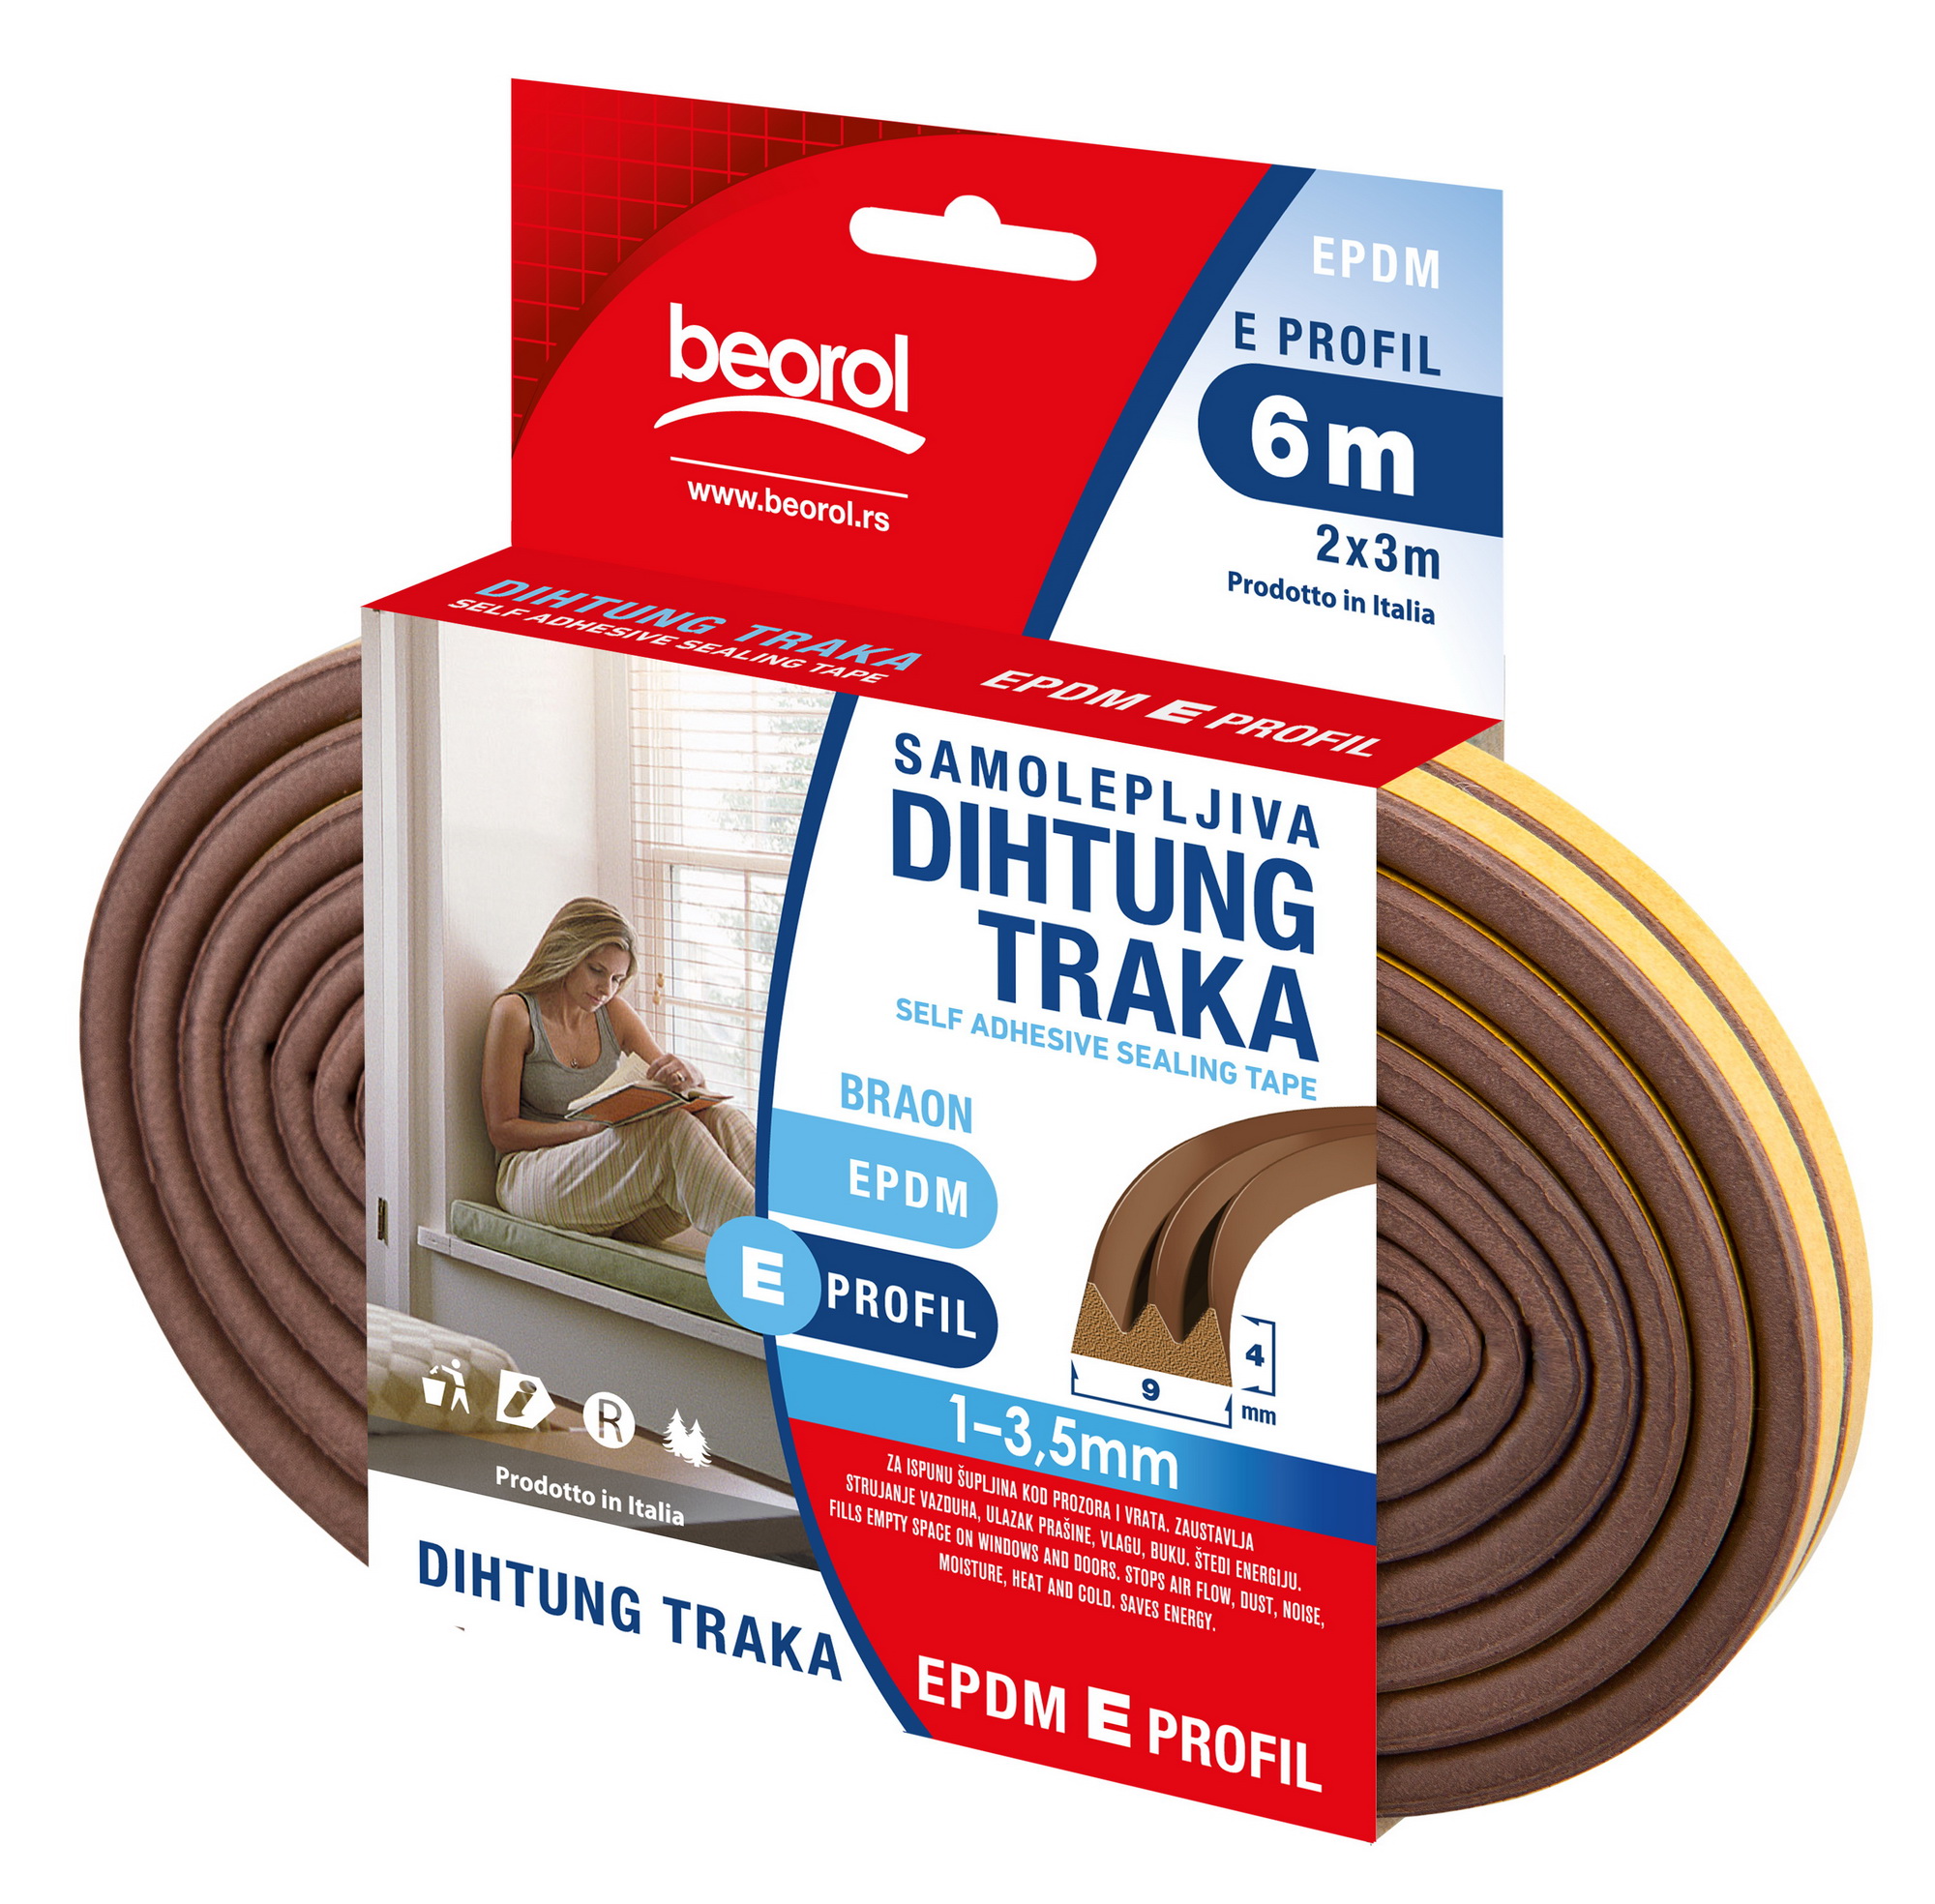 beorol
www.beorol.rs
EPDM
E PROFIL
6 m
2x3m
Prodotto in Italia
DIHTUNG TRAKA
SELF ADHESIVE SEALING TAPE
EPDM E PROFIL
SAMOLEPLJIVA
DIHTUNG
TRAKA
SELF ADHESIVE SEALING TAPE
BRAON
EPDM
E PROFIL
4
9
mm
1–3,5mm
ZA ISPUNU ŠUPLJINA KOD PROZORA I VRATA. ZAUSTAVLJA
STRUJANJE VAZDUHA, ULAZAK PRAŠINE, VLAGU, BUKU. ŠTEDI ENERGIJU.
FILLS EMPTY SPACE ON WINDOWS AND DOORS. STOPS AIR FLOW, DUST, NOISE,
MOISTURE, HEAT AND COLD. SAVES ENERGY.
R
Prodotto in Italia
DIHTUNG TRAKA
EPDM E PROFIL